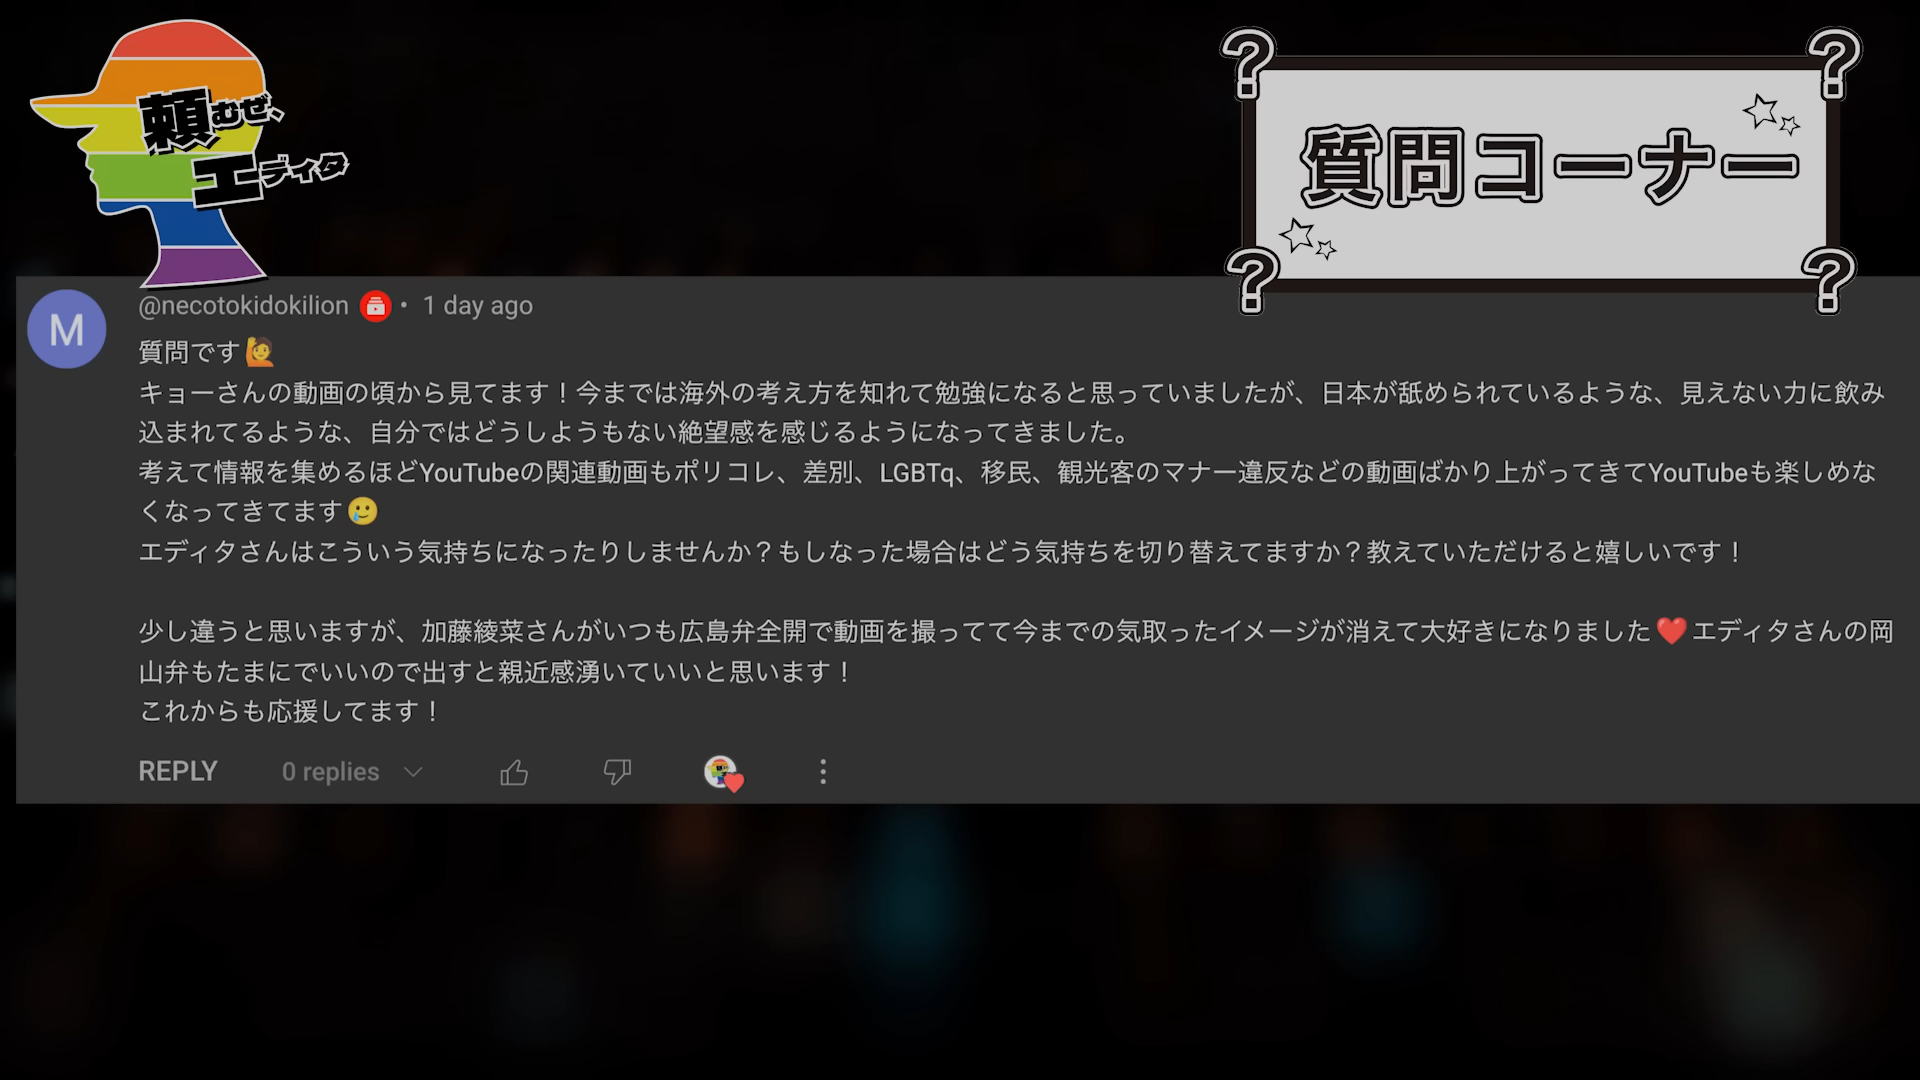 頼むぜ、
エディタ
質問コーナー
M
@necotokidokilion • 1 day ago
質問です🙋
キョーさんの動画の頃から見てます！今までは海外の考え方を知れて勉強になると思っていましたが、日本が舐められているような、見えない力に飲み
込まれてるような、自分ではどうしようもない絶望感を感じるようになってきました。
考えて情報を集めるほどYouTubeの関連動画もポリコレ、差別、LGBTq、移民、観光客のマナー違反などの動画ばかり上がってきてYouTubeも楽しめな
くなってきてます🥲
エディタさんはこういう気持ちになったりしませんか？もしなった場合はどう気持ちを切り替えてますか？教えていただけると嬉しいです！
少し違うと思いますが、加藤綾菜さんがいつも広島弁全開で動画を撮ってて今までの気取ったイメージが消えて大好きになりました❤️エディタさんの岡
山弁もたまにでいいので出すと親近感湧いていいと思います！
これからも応援してます！
REPLY 0 replies